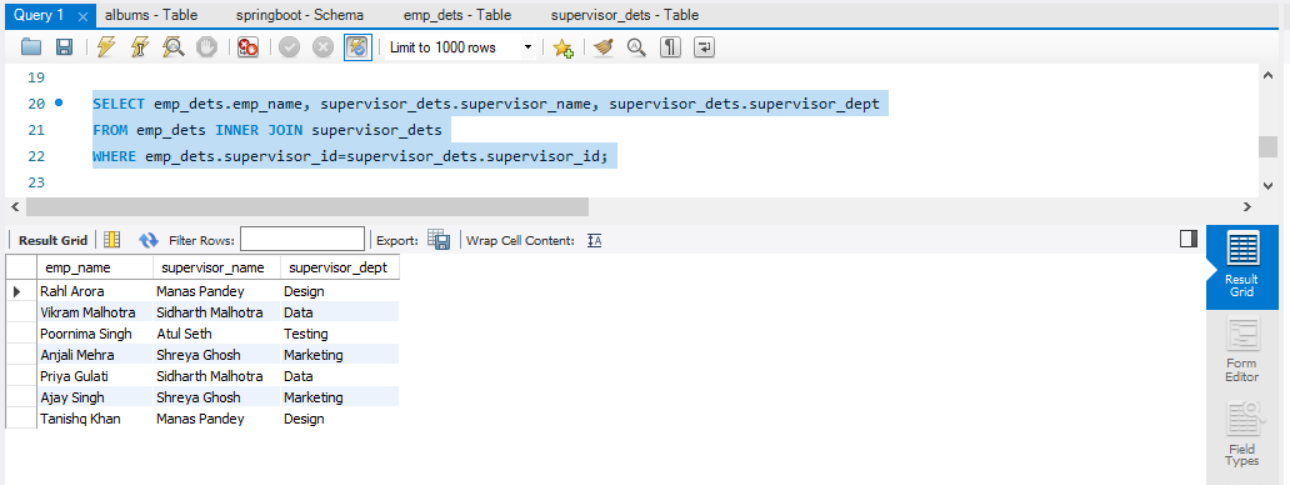 Query 1 × albums - Table springboot - Schema emp_dets - Table supervisor_dets - Table
Limit to 1000 rows
19
20 SELECT emp_dets.emp_name, supervisor_dets.supervisor_name, supervisor_dets.supervisor_dept
21 FROM emp_dets INNER JOIN supervisor_dets
22 WHERE emp_dets.supervisor_id=supervisor_dets.supervisor_id;
23
Result Grid Filter Rows: Export: Wrap Cell Content: IA
emp_name supervisor_name supervisor_dept
Rahl Arora Manas Pandey Design
Vikram Malhotra Sidharth Malhotra Data
Poornima Singh Atul Seth Testing
Anjali Mehra Shreya Ghosh Marketing
Priya Gulati Sidharth Malhotra Data
Ajay Singh Shreya Ghosh Marketing
Tanishq Khan Manas Pandey Design
Result
Grid
Form
Editor
Field
Types